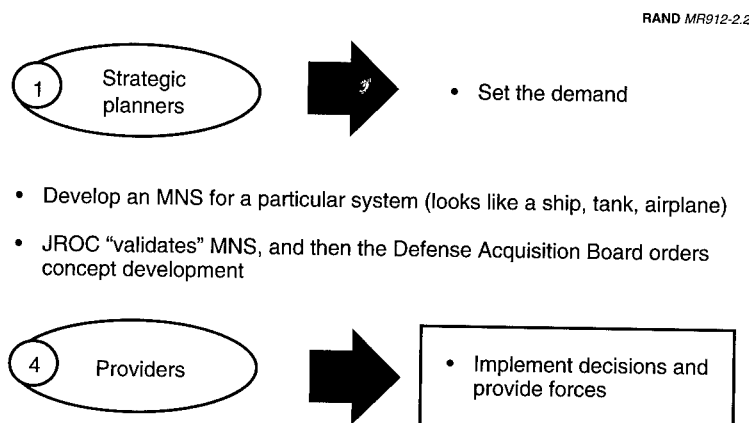 RAND MR912-2.2
1
Strategic
planners
• Set the demand
• Develop an MNS for a particular system (looks like a ship, tank, airplane)
• JROC “validates” MNS, and then the Defense Acquisition Board orders
concept development
4
Providers
• Implement decisions and
provide forces